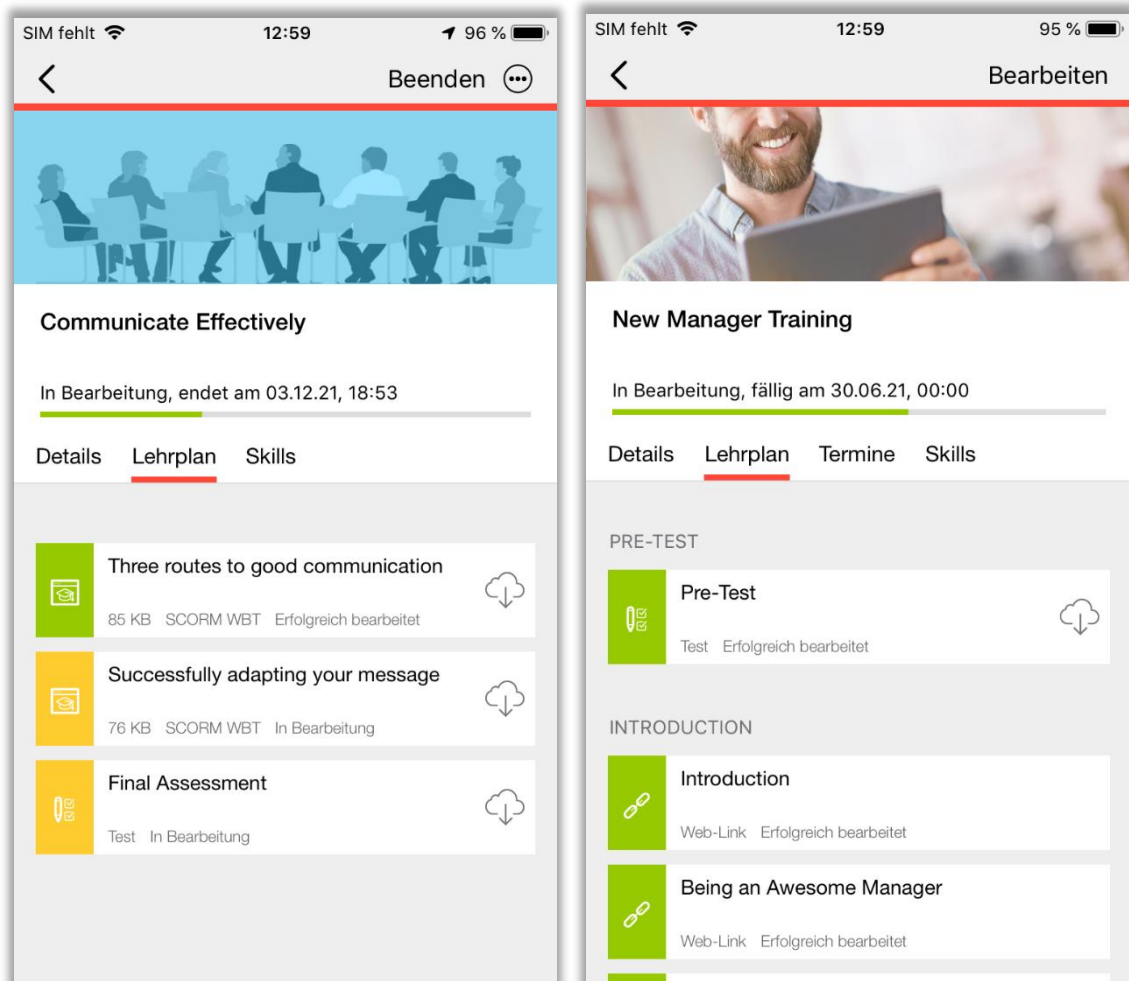 SIM fehlt 12:59 96 %
Beenden
Communicate Effectively
In Bearbeitung, endet am 03.12.21, 18:53
Details Lehrplan Skills
Three routes to good communication
85 KB SCORM WBT Erfolgreich bearbeitet
Successfully adapting your message
76 KB SCORM WBT In Bearbeitung
Final Assessment
Test In Bearbeitung
SIM fehlt 12:59 95 %
Bearbeiten
New Manager Training
In Bearbeitung, fällig am 30.06.21, 00:00
Details Lehrplan Termine Skills
PRE-TEST
Pre-Test
Test Erfolgreich bearbeitet
INTRODUCTION
Introduction
Web-Link Erfolgreich bearbeitet
Being an Awesome Manager
Web-Link Erfolgreich bearbeitet